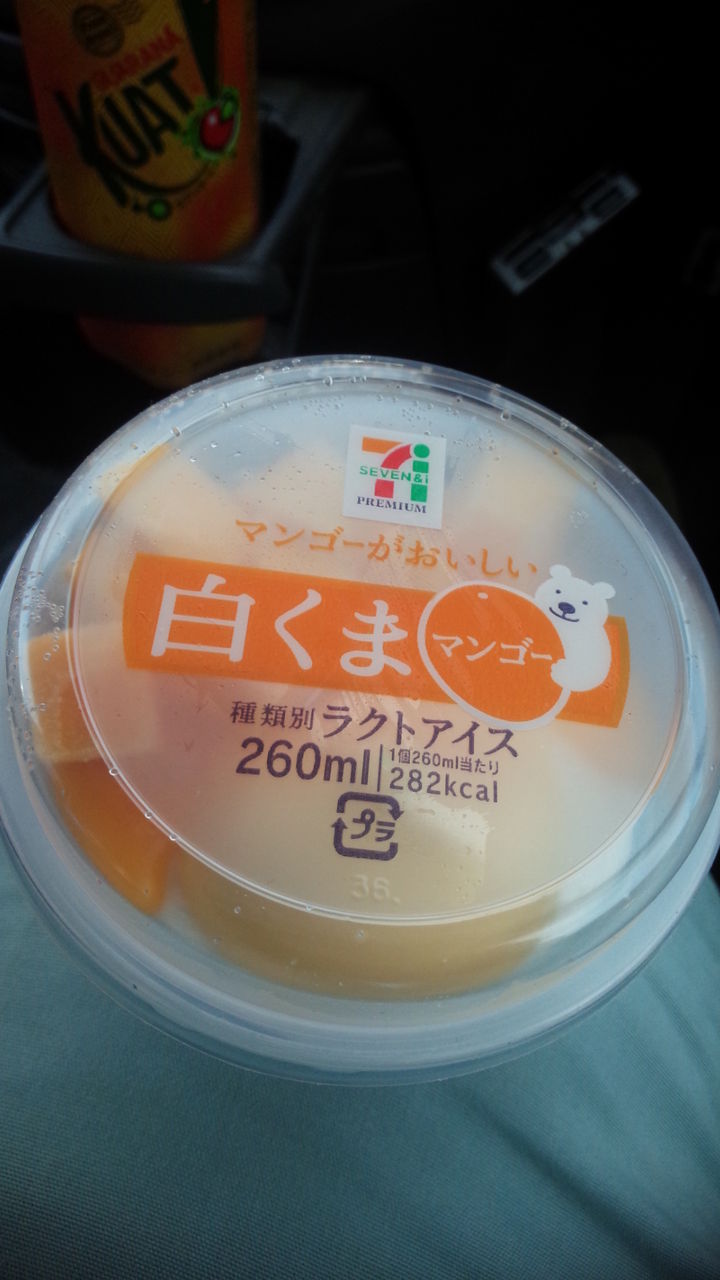 GUARANÁ
KUAT
SEVEN&i
PREMIUM
マンゴーがおいしい
白くま
マンゴー
種類別ラクトアイス
260ml
1個260ml当たり
282kcal
プラ
36.